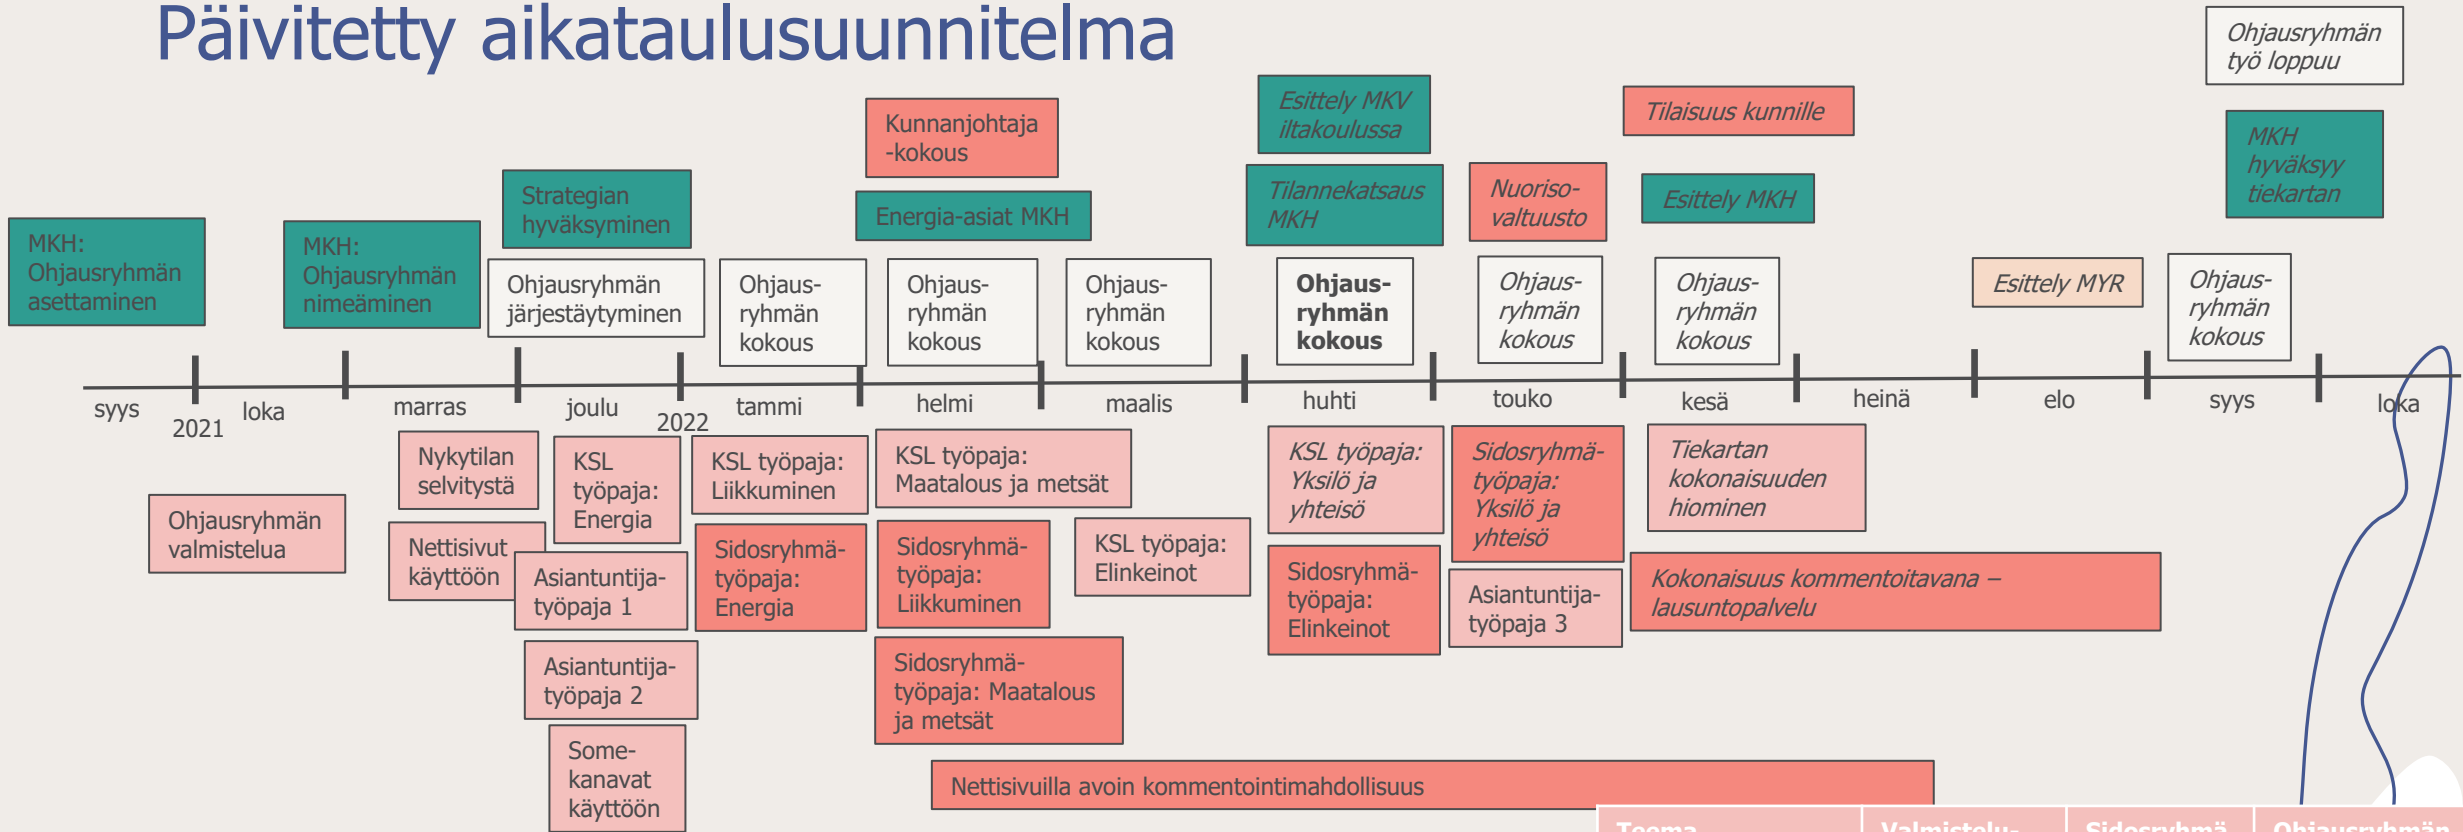 Päivitetty aikataulusuunnitelma
Ohjausryhmän
työ loppuu
Kunnanjohtaja
-kokous
Esittely MKV
iltakoulussa
Tilaisuus kunnille
MKH
hyväksyy
tiekartan
Strategian
hyväksyminen
Energia-asiat MKH
Tilannekatsaus
MKH
Nuoriso-
valtuusto
Esittely MKH
MKH:
Ohjausryhmän
asettaminen
MKH:
Ohjausryhmän
nimeäminen
Ohjausryhmän
järjestäytyminen
Ohjaus-
ryhmän
kokous
Ohjaus-
ryhmän
kokous
Ohjaus-
ryhmän
kokous
Ohjaus-
ryhmän
kokous
Ohjaus-
ryhmän
kokous
Ohjaus-
ryhmän
kokous
Esittely MYR
Ohjaus-
ryhmän
kokous
syys
2021
loka
marras
joulu
2022
tammi
helmi
maalis
huhti
touko
kesä
heinä
elo
syys
loka
Ohjausryhmän
valmistelua
Nykytilan
selvitystä
Nettisivut
käyttöön
KSL
työpaja:
Energia
Asiantuntija-
työpaja 1
Asiantuntija-
työpaja 2
Some-
kanavat
käyttöön
KSL työpaja:
Liikkuminen
Sidosryhmä-
työpaja:
Energia
KSL työpaja:
Maatalous ja metsät
Sidosryhmä-
työpaja:
Liikkuminen
Sidosryhmä-
työpaja: Maatalous
ja metsät
KSL työpaja:
Elinkeinot
KSL työpaja:
Yksilö ja
yhteisö
Sidosryhmä-
työpaja:
Elinkeinot
Sidosryhmä-
työpaja:
Yksilö ja
yhteisö
Asiantuntija-
työpaja 3
Tiekartan
kokonaisuuden
hiominen
Kokonaisuus kommentoitavana –
lausuntopalvelu
Nettisivuilla avoin kommentointimahdollisuus
Teema
Valmistelu-
Sidosryhmä
Ohjausryhmän